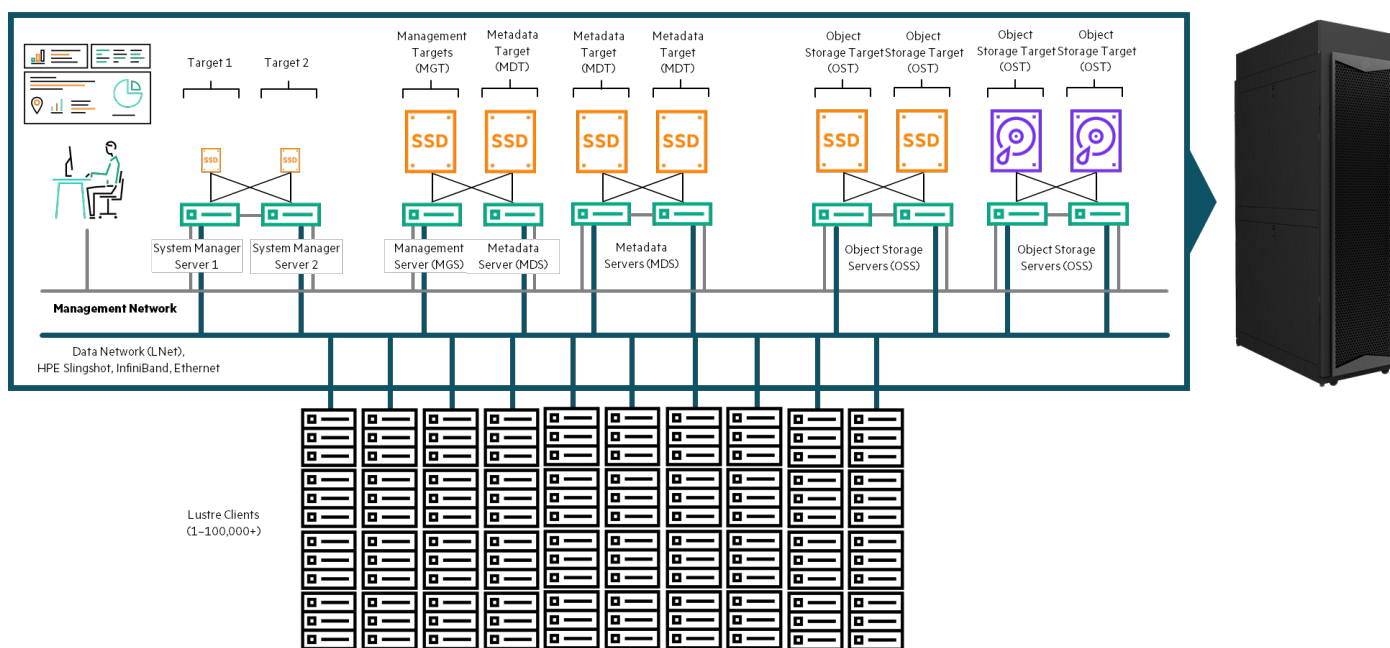 Target 1
Target 2
Management
Targets
(MGT)
Metadata
Target
(MDT)
Metadata
Target
(MDT)
Metadata
Target
(MDT)
Object
Storage Target
(OST)
Object
Storage Target
(OST)
Object
Storage Target
(OST)
Object
Storage Target
(OST)
SSD
SSD
SSD
SSD
SSD
SSD
SSD
SSD
System Manager
Server 1
System Manager
Server 2
Management
Server (MGS)
Metadata
Server (MDS)
Metadata
Servers (MDS)
Object Storage
Servers (OSS)
Object Storage
Servers (OSS)
Management Network
Data Network (LNet),
HPE Slingshot, InfiniBand, Ethernet
Lustre Clients
(1–100,000+)